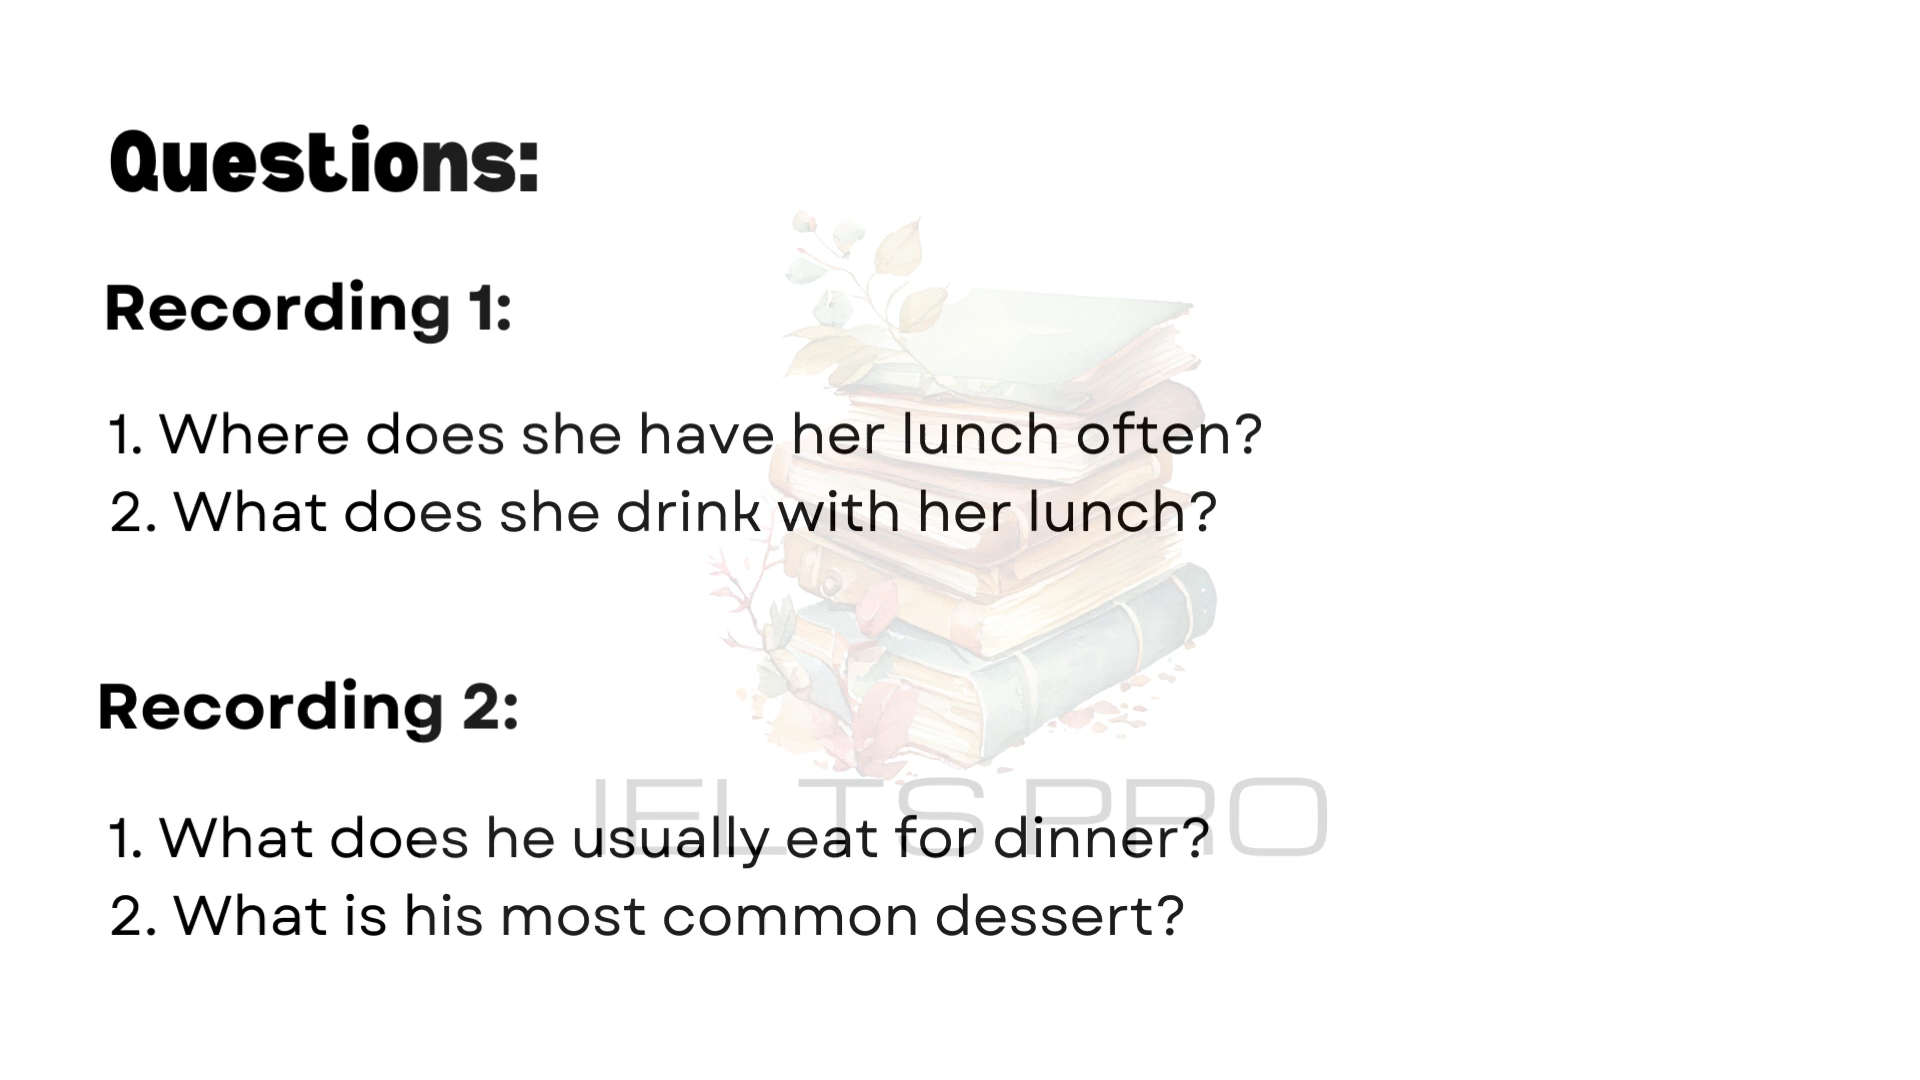 Questions:
Recording 1:
1. Where does she have her lunch often?
2. What does she drink with her lunch?
Recording 2:
IELTS PRO
1. What does he usually eat for dinner?
2. What is his most common dessert?